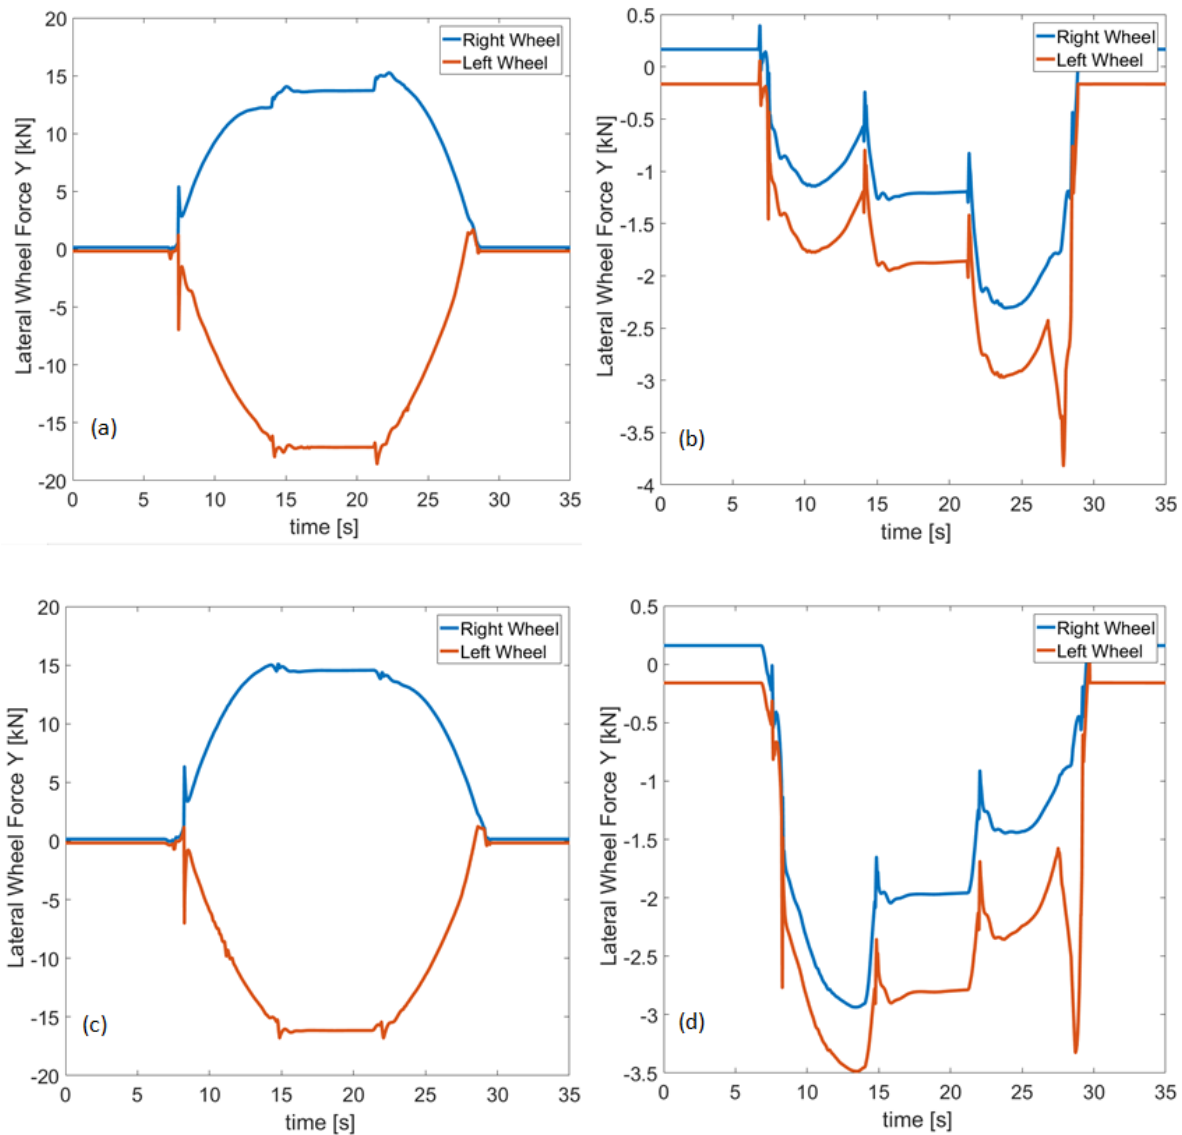 20
15
10
5
0
-5
-10
-15
-20
0 5 10 15 20 25 30 35
time [s]
Lateral Wheel Force Y [kN]
Right Wheel
Left Wheel
(a)
0.5
0
-0.5
-1
-1.5
-2
-2.5
-3
-3.5
-4
0 5 10 15 20 25 30 35
time [s]
Lateral Wheel Force Y [kN]
Right Wheel
Left Wheel
(b)
20
15
10
5
0
-5
-10
-15
-20
0 5 10 15 20 25 30 35
time [s]
Lateral Wheel Force Y [kN]
Right Wheel
Left Wheel
(c)
0.5
0
-0.5
-1
-1.5
-2
-2.5
-3
-3.5
0 5 10 15 20 25 30 35
time [s]
Lateral Wheel Force Y [kN]
Right Wheel
Left Wheel
(d)